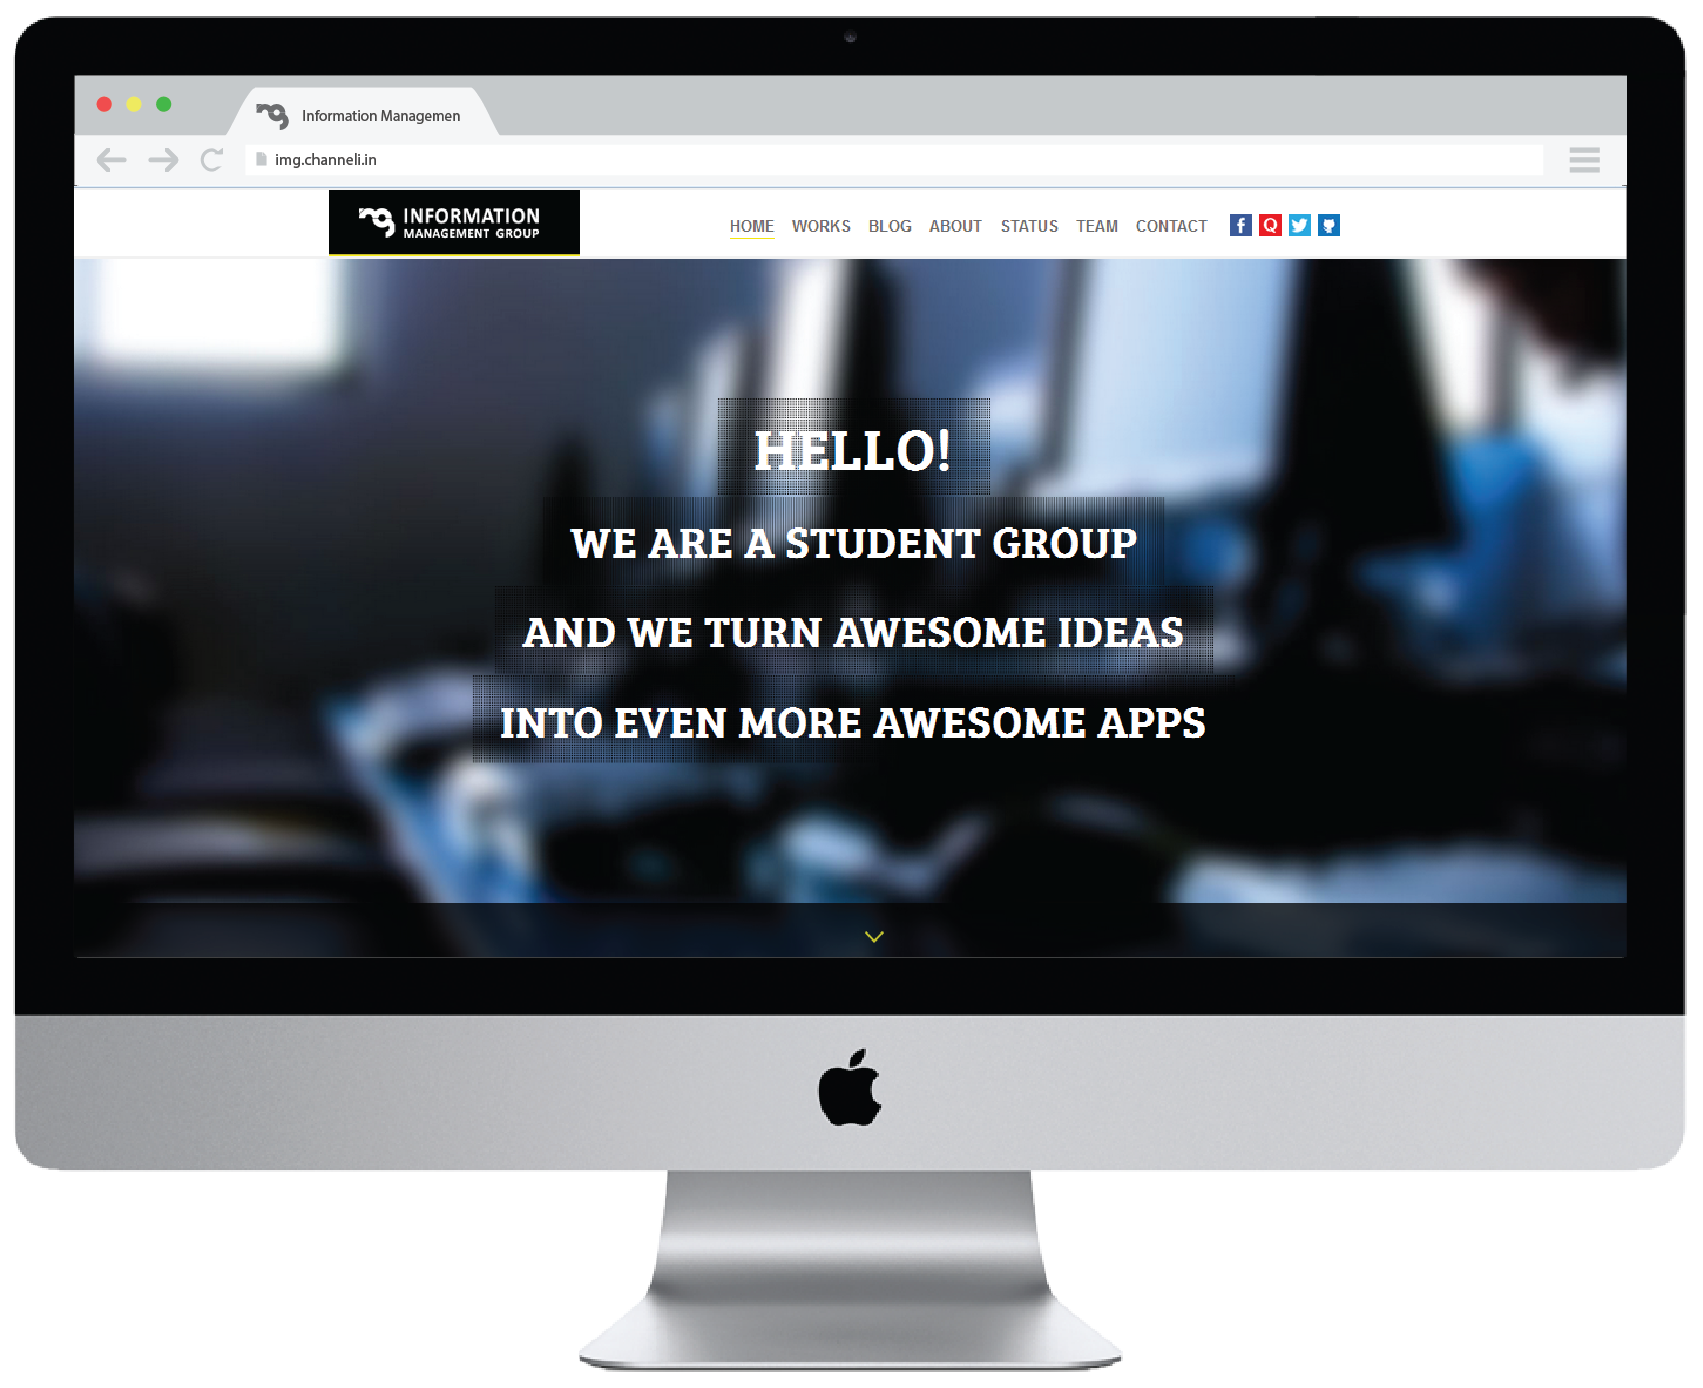 Information Managemen
img.channeli.in
INFORMATION
MANAGEMENT GROUP
HOME WORKS BLOG ABOUT STATUS TEAM CONTACT
HELLO!
WE ARE A STUDENT GROUP
AND WE TURN AWESOME IDEAS
INTO EVEN MORE AWESOME APPS